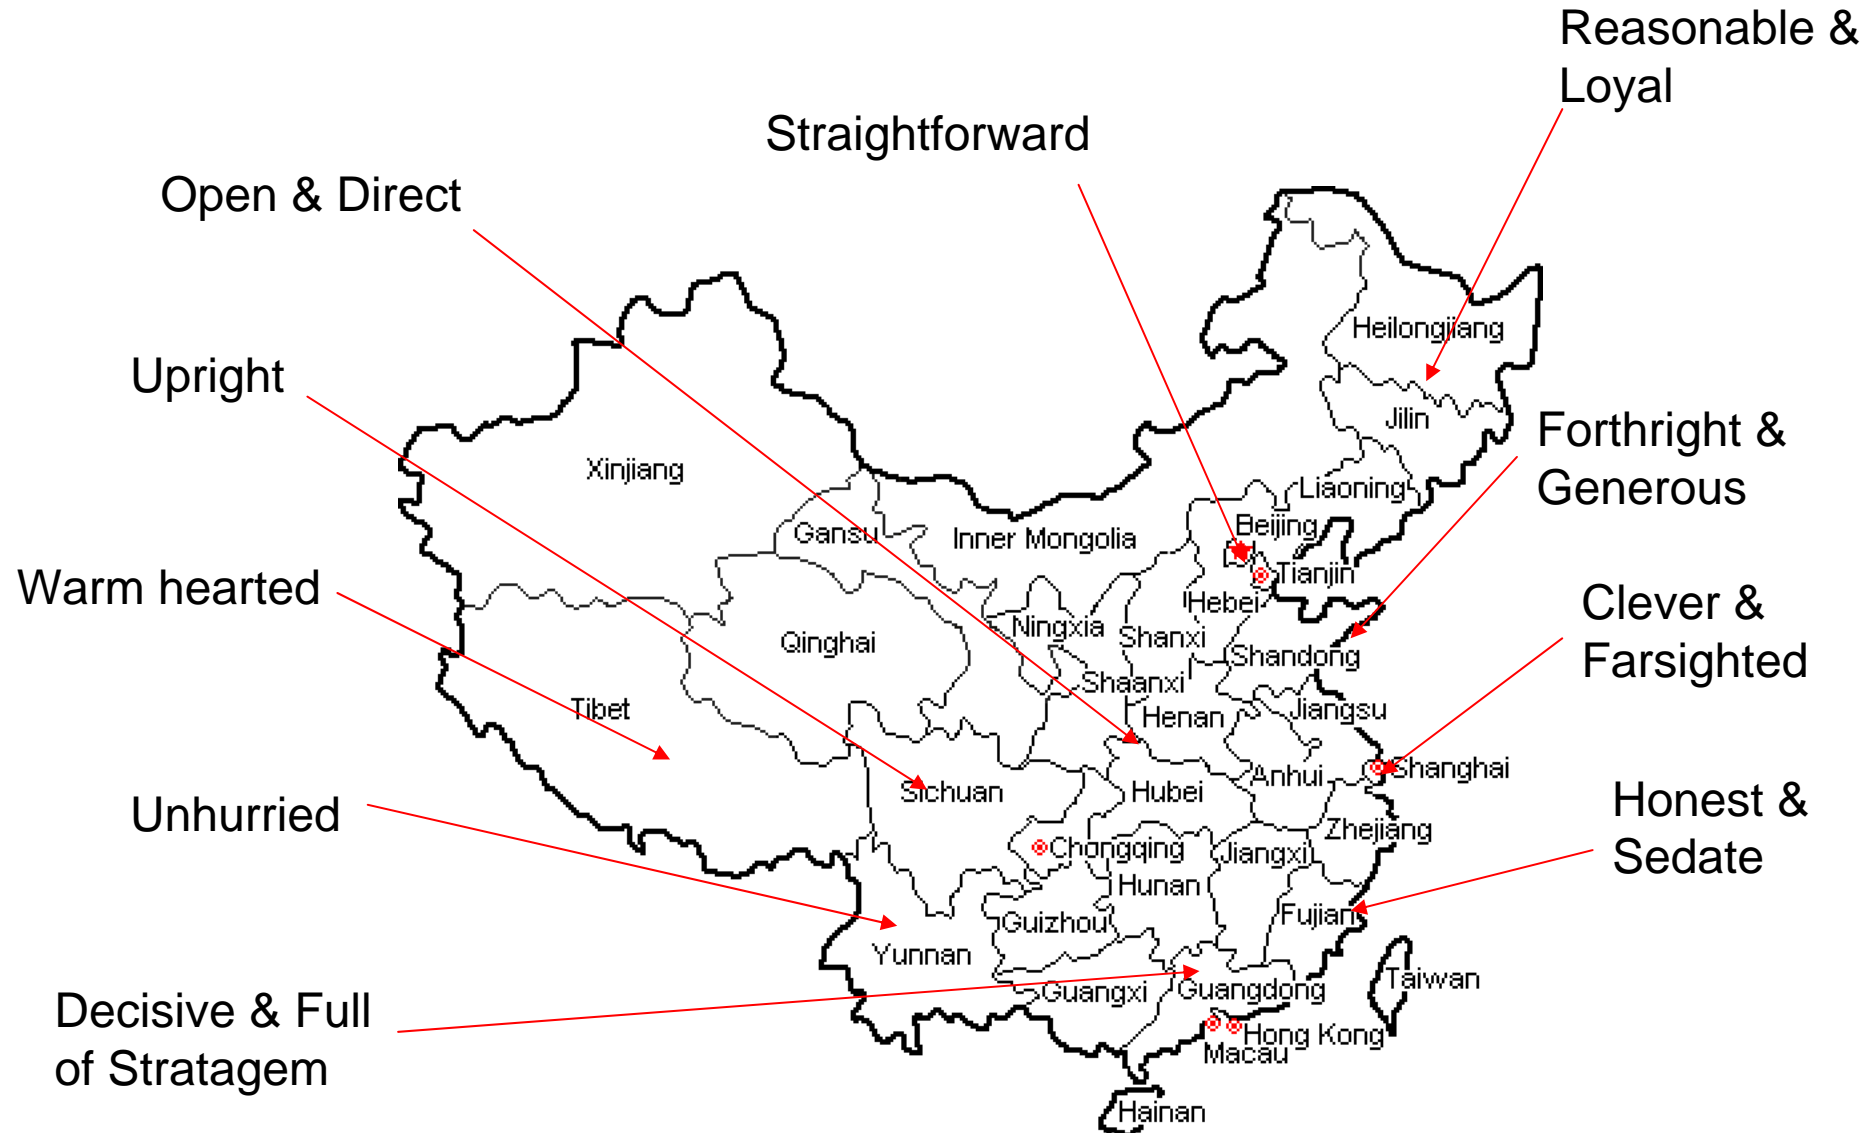 Reasonable &
Loyal
Straightforward
Open & Direct
Heilongjiang
Upright
Jilin
Forthright &
Generous
Xinjiang
Liaoning
Beijing
Gansu
Inner Mongolia
Tianjin
Warm hearted
Hebei
Clever &
Farsighted
Ningxia
Shanxi
Qinghai
Shandong
Shaanxi
Tibet
Henan
Jiangsu
Shanghai
Anhui
Sichuan
Hubei
Unhurried
Honest &
Sedate
Zhejiang
Chongqing
Jiangxi
Hunan
Fujian
Guizhou
Yunnan
Taiwan
Guangxi
Guangdong
Decisive & Full
of Stratagem
Hong Kong
Macau
Hainan